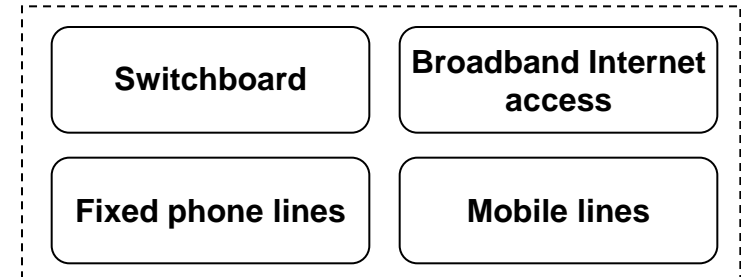 Switchboard
Broadband Internet
access
Fixed phone lines
Mobile lines